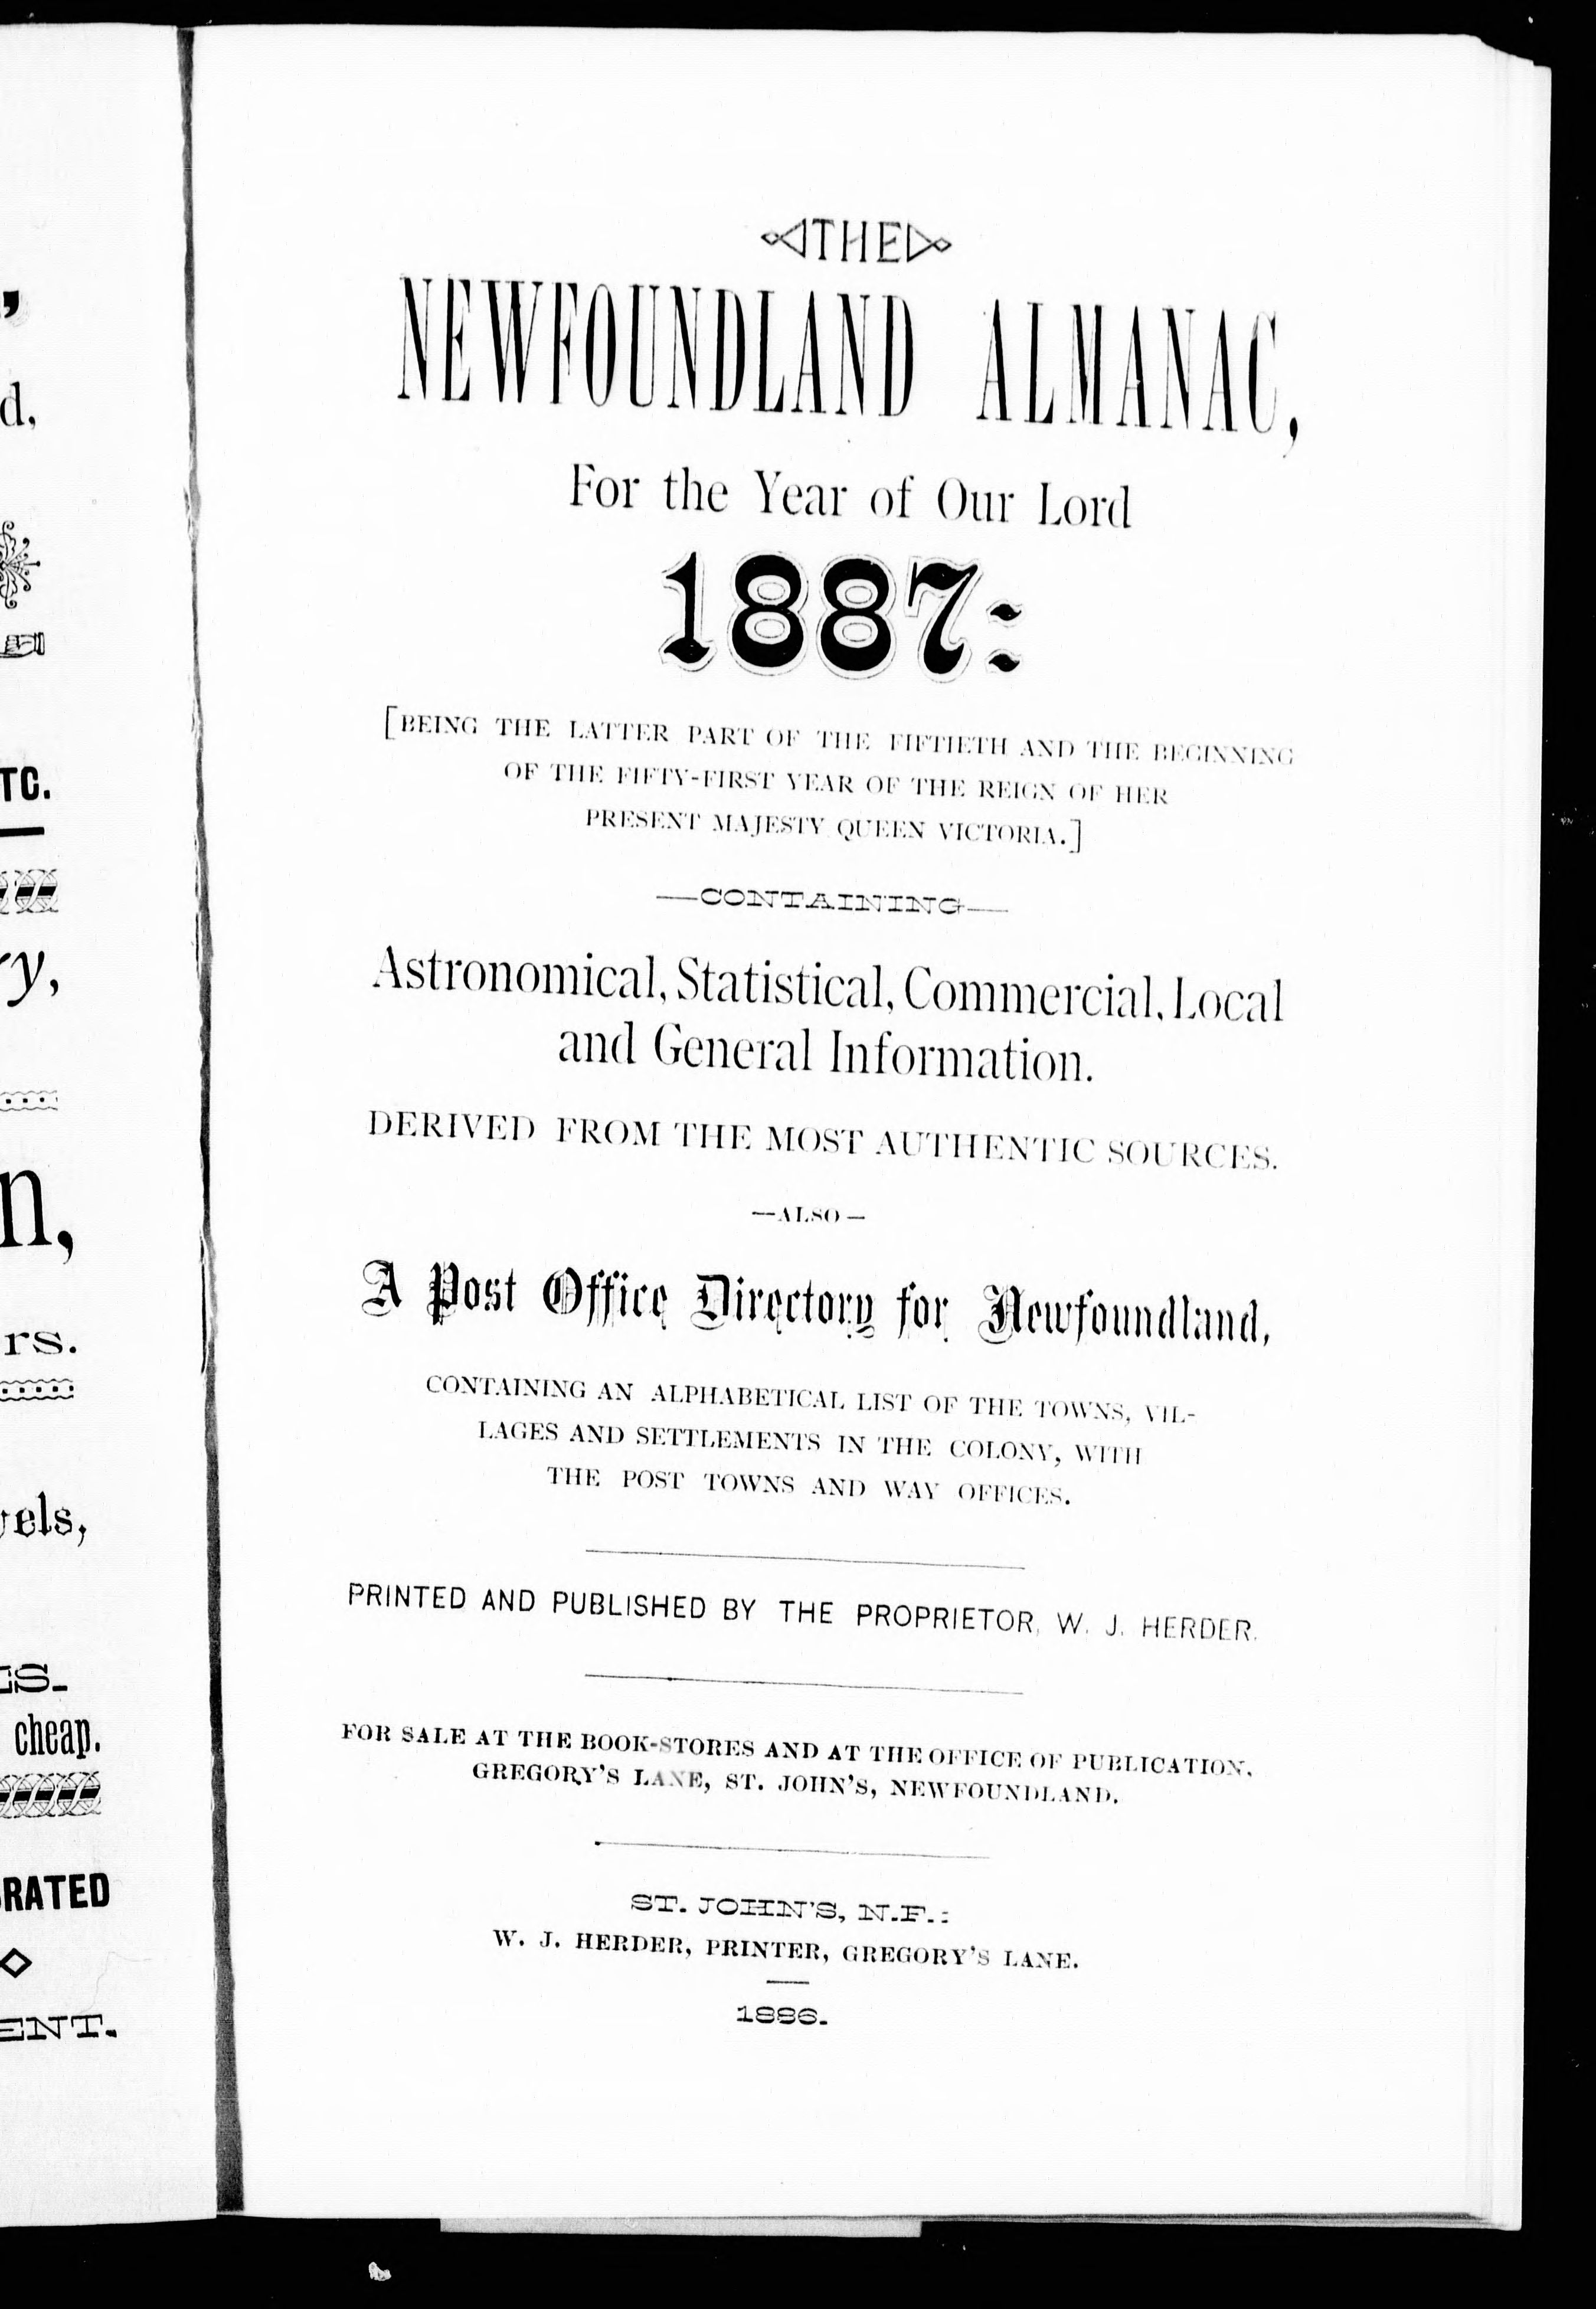 THE
NEWFOUNDLAND ALMANAC,
For the Year of Our Lord
1887:
[BEING THE LATTER PART OF THE FIFTIETH AND THE BEGINNING
OF THE FIFTY-FIRST YEAR OF THE REIGN OF HER
PRESENT MAJESTY QUEEN VICTORIA.]
—CONTAINING—
Astronomical, Statistical, Commercial, Local
and General Information.
DERIVED FROM THE MOST AUTHENTIC SOURCES.
—ALSO—
A Post Office Directory for Newfoundland,
CONTAINING AN ALPHABETICAL LIST OF THE TOWNS, VIL-
LAGES AND SETTLEMENTS IN THE COLONY, WITH
THE POST TOWNS AND WAY OFFICES.
PRINTED AND PUBLISHED BY THE PROPRIETOR, W. J. HERDER.
FOR SALE AT THE BOOK-STORES AND AT THE OFFICE OF PUBLICATION,
GREGORY'S LANE, ST. JOHN'S, NEWFOUNDLAND.
ST. JOHN'S, N.F.:
W. J. HERDER, PRINTER, GREGORY'S LANE.
1886.
d,
TC.
ry,
n,
rs.
els,
ES.
cheap.
RATED
ENT.